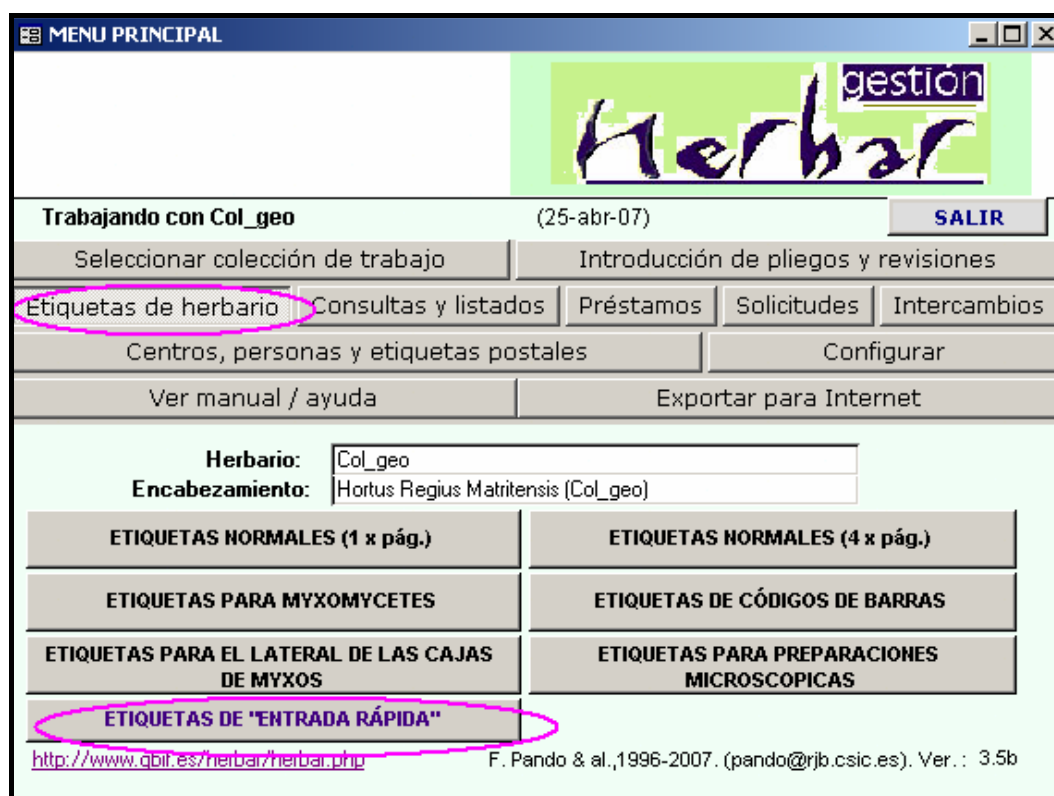 MENU PRINCIPAL
gestión
Herbar
Trabajando con Col_geo (25-abr-07) SALIR
Seleccionar colección de trabajo Introducción de pliegos y revisiones
Etiquetas de herbario Consultas y listados Préstamos Solicitudes Intercambios
Centros, personas y etiquetas postales Configurar
Ver manual / ayuda Exportar para Internet
Herbario: Col_geo
Encabezamiento: Hortus Regius Matritensis (Col_geo)
ETIQUETAS NORMALES (1 x pág.) ETIQUETAS NORMALES (4 x pág.)
ETIQUETAS PARA MYXOMYCETES ETIQUETAS DE CÓDIGOS DE BARRAS
ETIQUETAS PARA EL LATERAL DE LAS CAJAS ETIQUETAS PARA PREPARACIONES
DE MYXOS MICROSCOPICAS
ETIQUETAS DE "ENTRADA RÁPIDA"
http://www.gbif.es/herbar/herbar.php F. Pando & al.,1996-2007. (pando@rjb.csic.es). Ver.: 3.5b